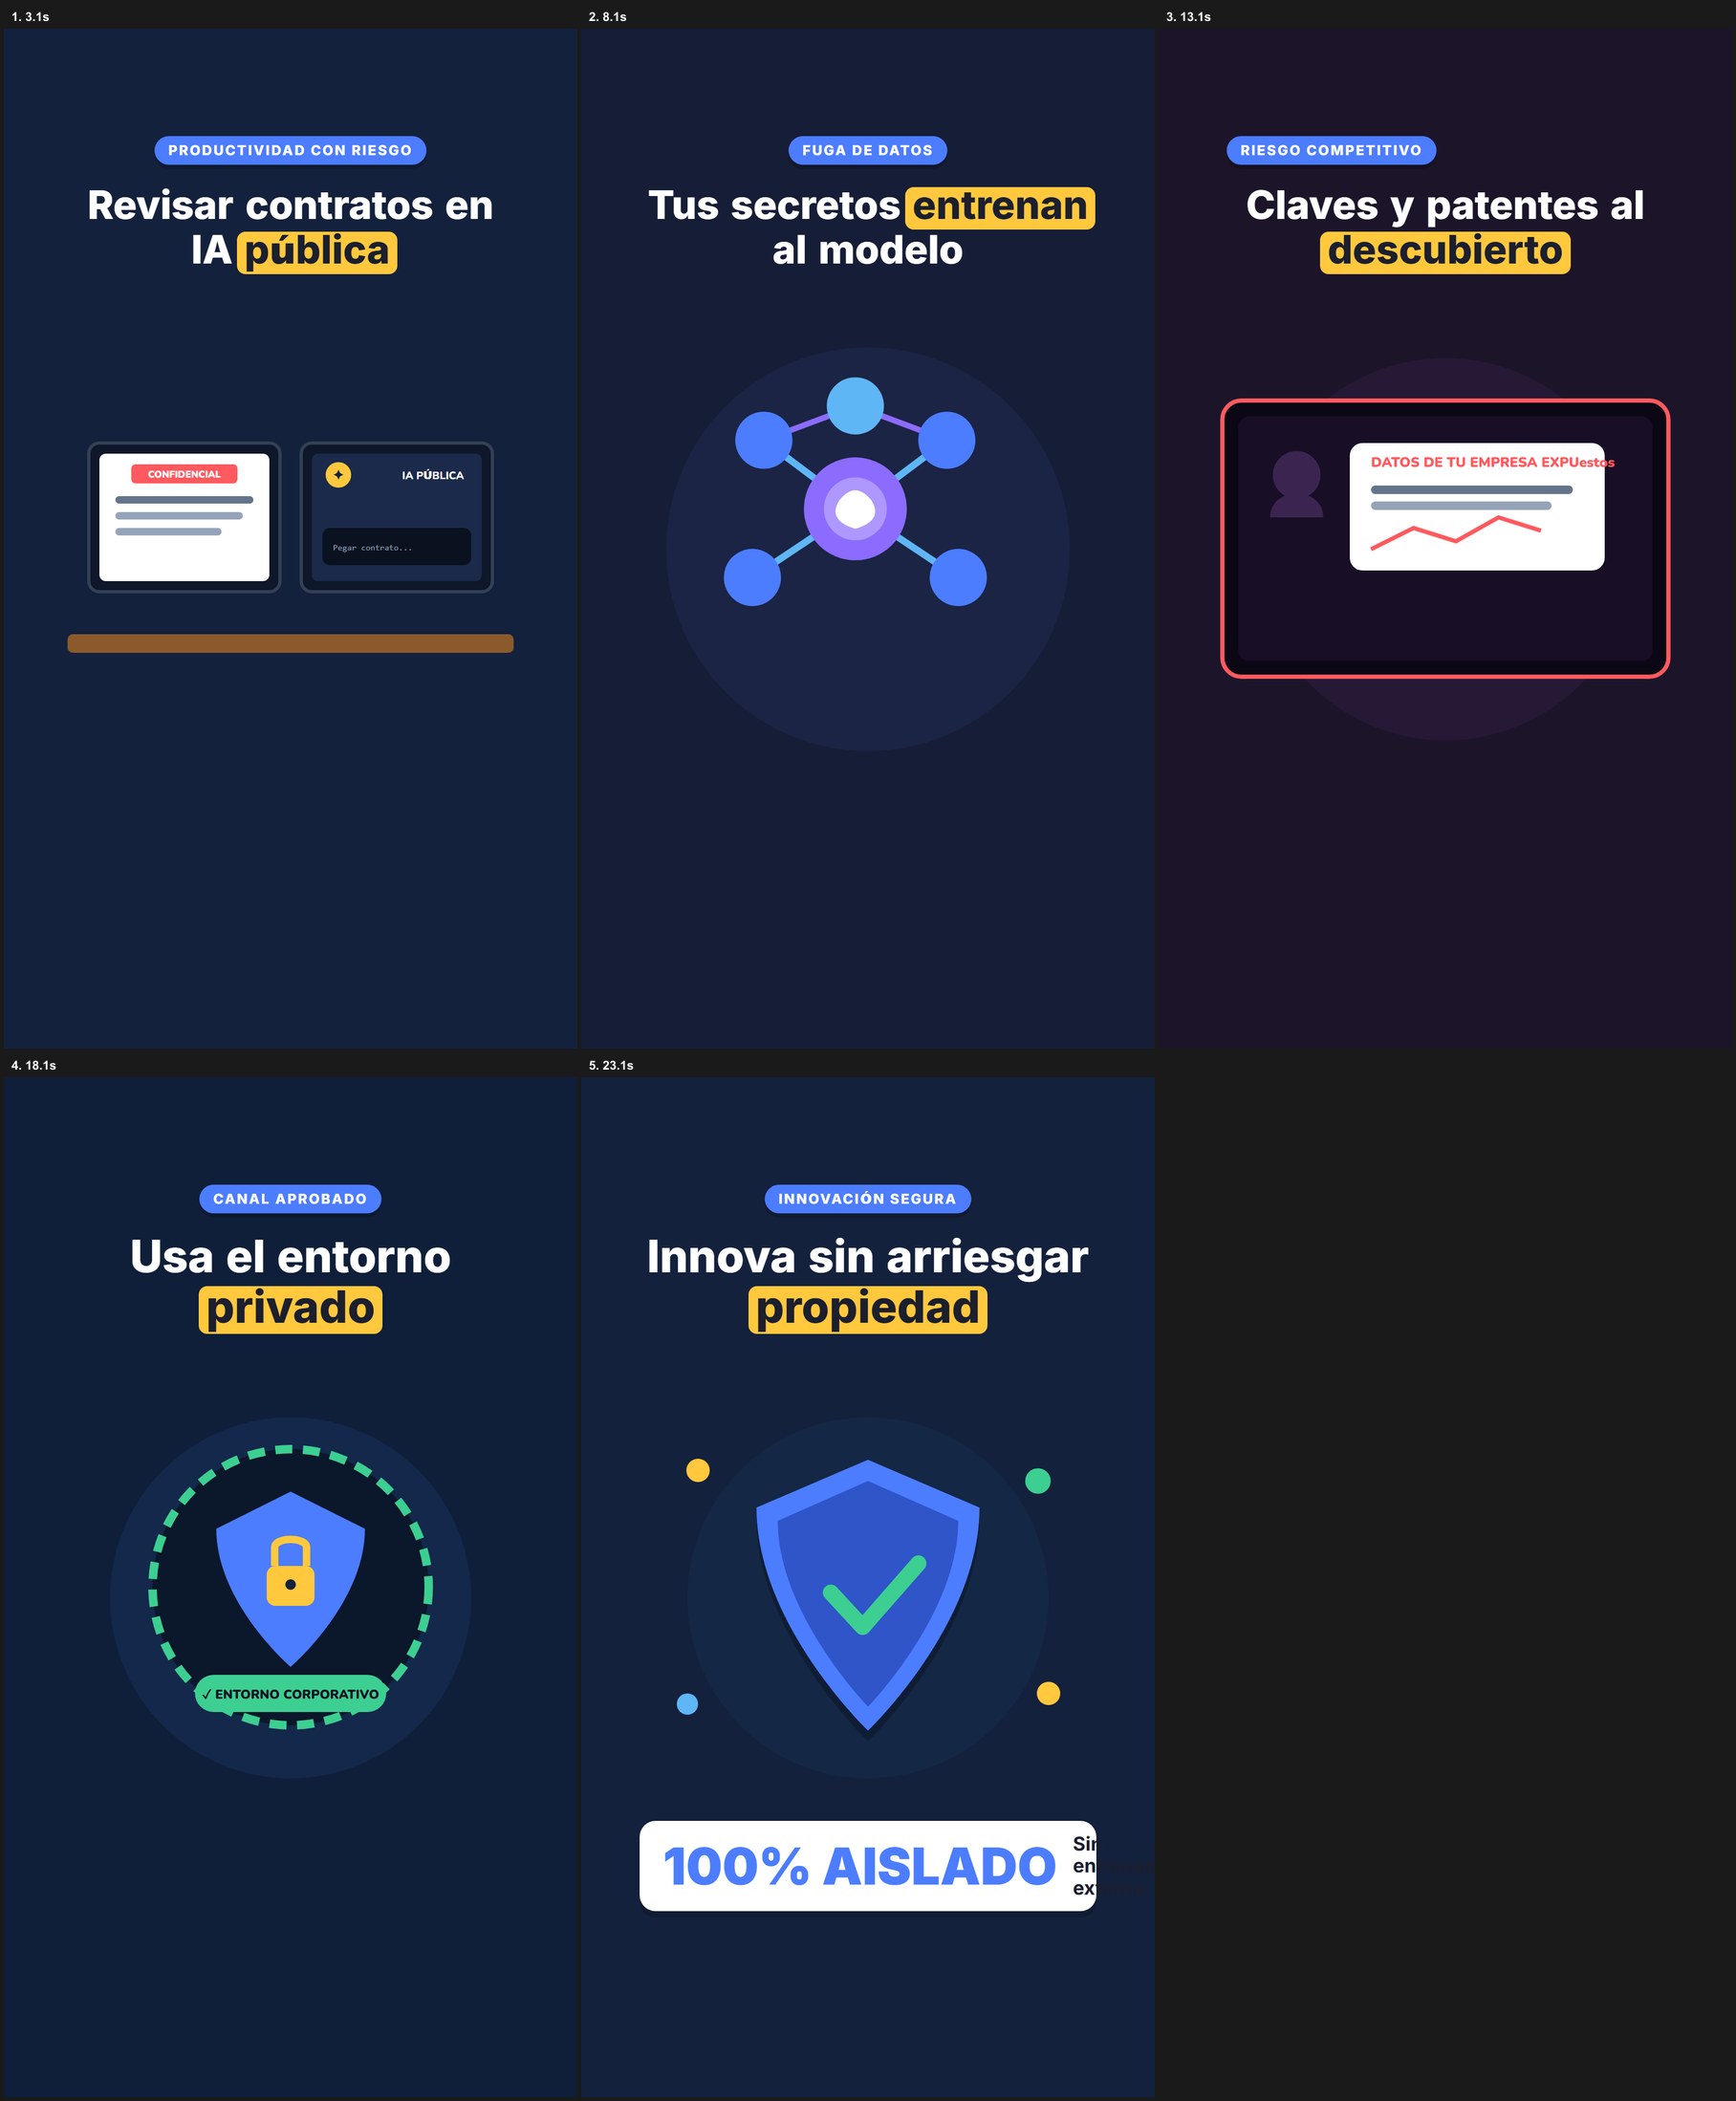 1. 3.1s
PRODUCTIVIDAD CON RIESGO
Revisar contratos en
IA pública
CONFIDENCIAL
✦
IA PÚBLICA
Pegar contrato...
2. 8.1s
FUGA DE DATOS
Tus secretos entrenan
al modelo
3. 13.1s
RIESGO COMPETITIVO
Claves y patentes al
descubierto
DATOS DE TU EMPRESA EXPUestos
4. 18.1s
CANAL APROBADO
Usa el entorno
privado
✓ ENTORNO CORPORATIVO
5. 23.1s
INNOVACIÓN SEGURA
Innova sin arriesgar
propiedad
100% AISLADO